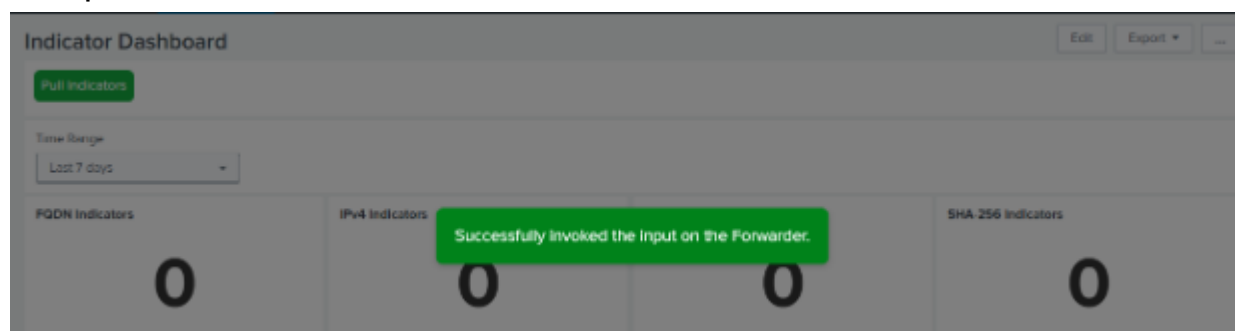 Indicator Dashboard
Edit
Export
...
Pull Indicators
Time Range
Last 7 days
FQDN Indicators
IPv4 Indicators
SHA-256 Indicators
Successfully invoked the input on the Forwarder.
0
0
0
0